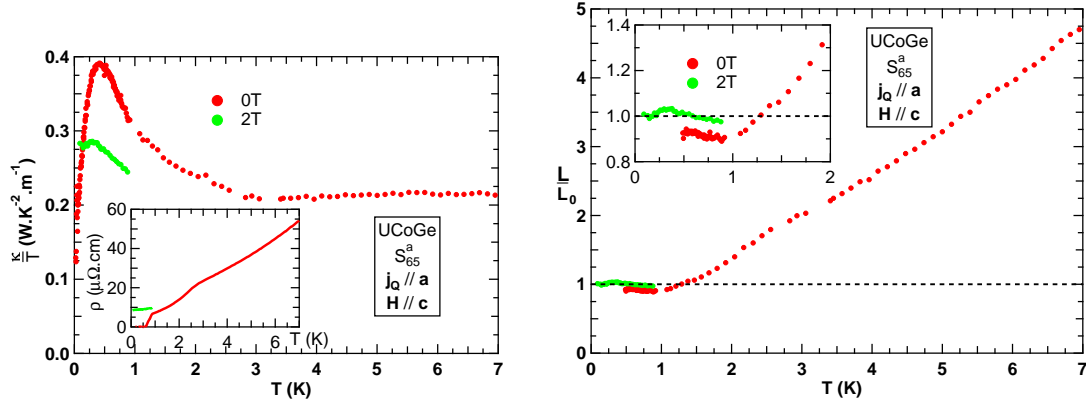 0.4
0.3
0.2
0.1
0.0
κ/T (W.K⁻².m⁻¹)
0 1 2 3 4 5 6 7
T (K)
0T
2T
UCoGe
S₆₅ᵃ
j_Q // a
H // c
60
40
20
0
ρ (μΩ.cm)
0 2 4 6
T (K)
5
4
3
2
1
0
L/L₀
0 1 2 3 4 5 6 7
T (K)
1.4
1.2
1.0
0.8
0 1 2
0T
2T
UCoGe
S₆₅ᵃ
j_Q // a
H // c